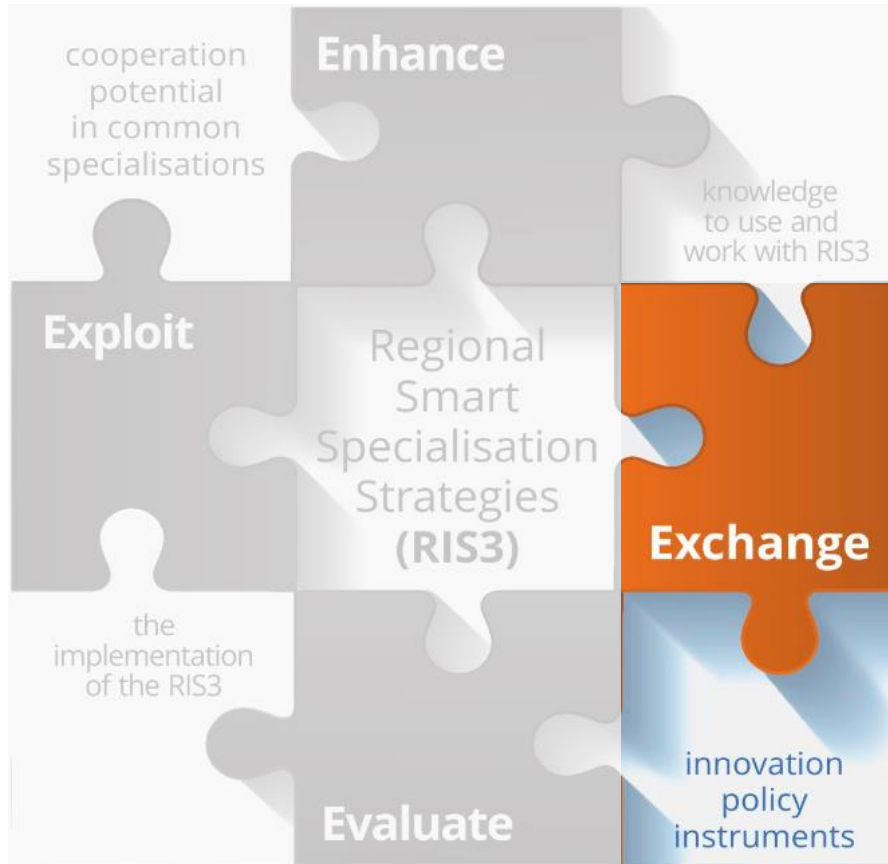 cooperation
potential
in common
specialisations
Enhance
knowledge
to use and
work with RIS3
Exploit
Regional
Smart
Specialisation
Strategies
(RIS3)
Exchange
the
implementation
of the RIS3
Evaluate
innovation
policy
instruments